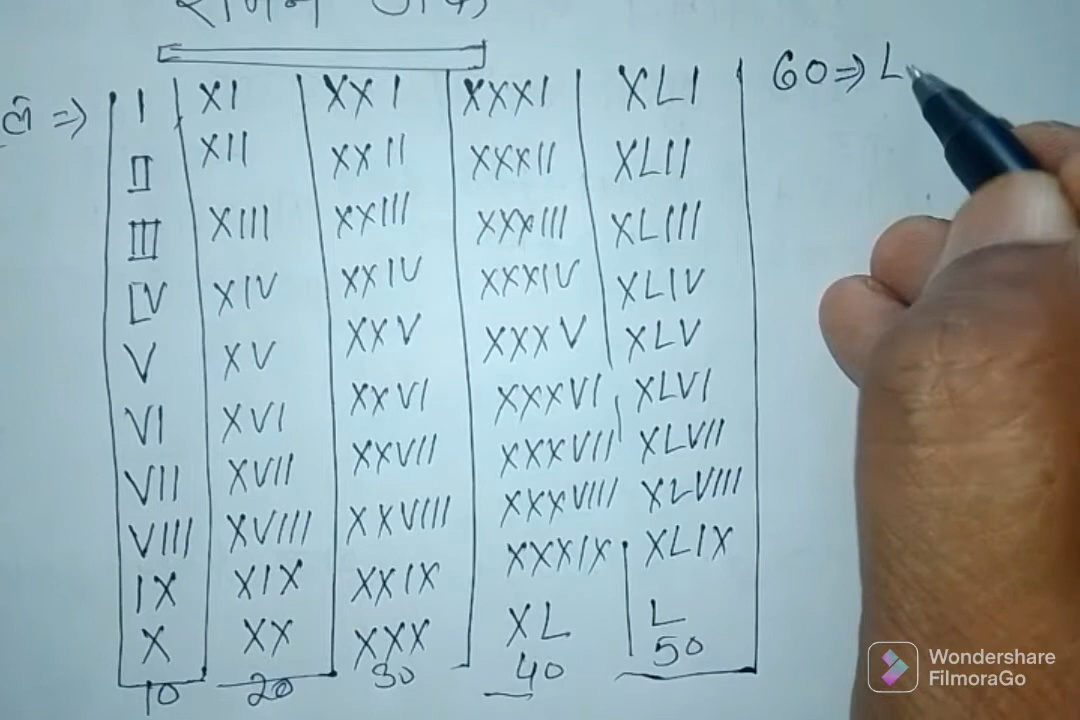 60 ⇒ L
⇒ I XI XXI XXXI XLI
II XII XXII XXXII XLII
III XIII XXIII XXXIII XLIII
IV XIV XXIV XXXIV XLIV
V XV XXV XXXV XLV
VI XVI XXVI XXXVI XLVI
VII XVII XXVII XXXVII XLVII
VIII XVIII XXVIII XXXVIII XLVIII
IX XIX XXIX XXXIX XLIX
X XX XXX XL L
10 20 30 40 50
Wondershare
FilmoraGo